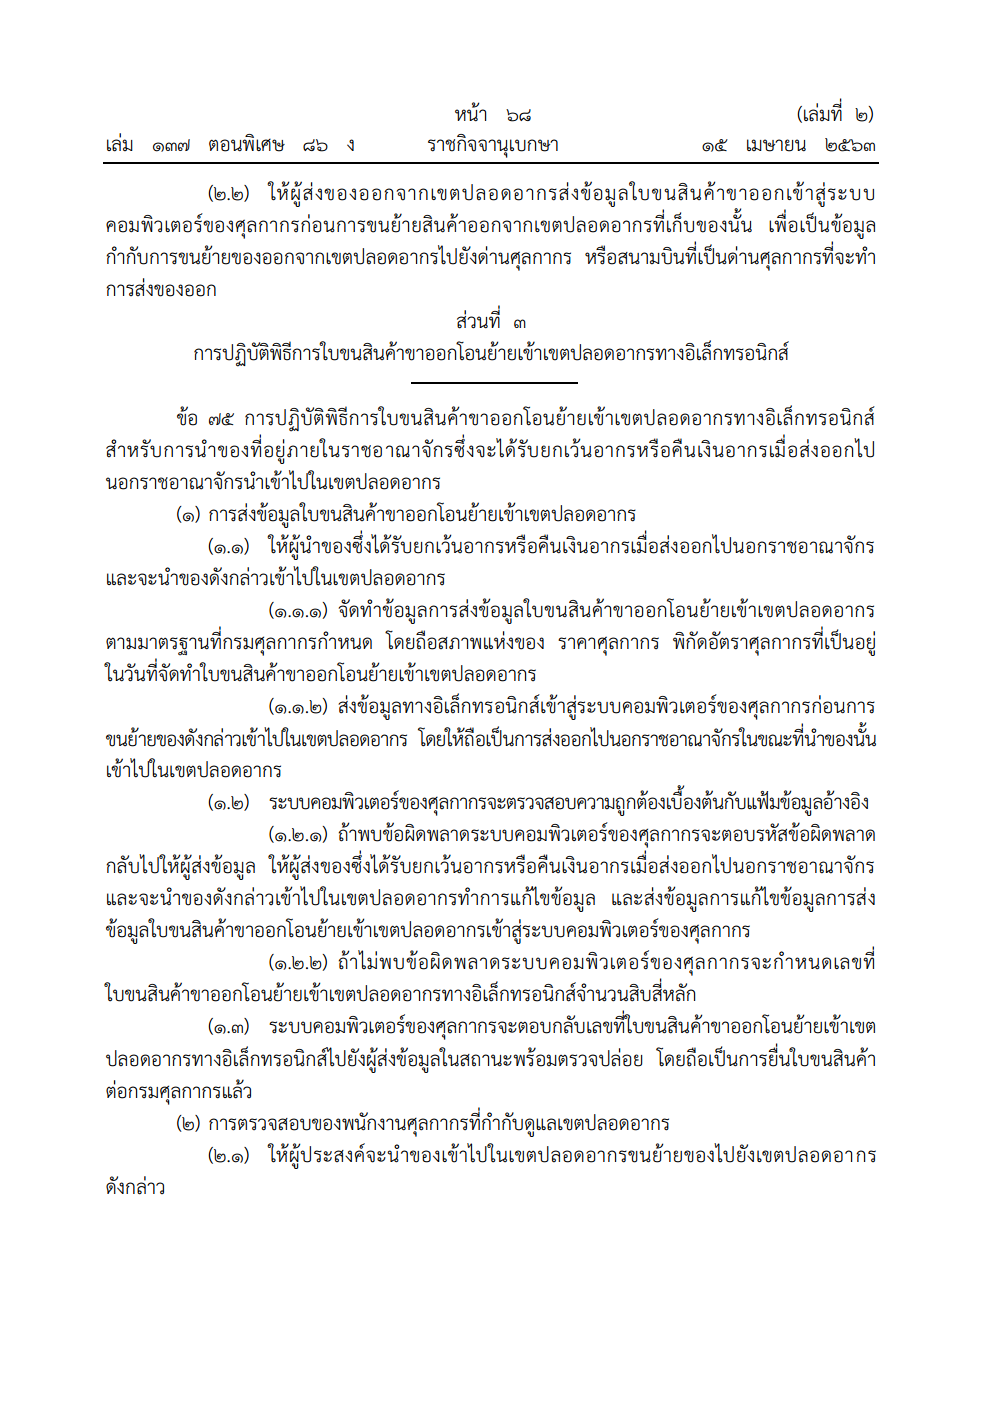 หน้า ๖๘ (เล่มที่ ๒)
เล่ม ๑๓๗ ตอนพิเศษ ๘๖ ง ราชกิจจานุเบกษา ๑๕ เมษายน ๒๕๖๓
(๒.๒) ให้ผู้ส่งของออกจากเขตปลอดอากรส่งข้อมูลใบขนสินค้าขาออกเข้าสู่ระบบ
คอมพิวเตอร์ของศุลกากรก่อนการขนย้ายสินค้าออกจากเขตปลอดอากรที่เก็บของนั้น เพื่อเป็นข้อมูล
กำกับการขนย้ายของออกจากเขตปลอดอากรไปยังด่านศุลกากร หรือสนามบินที่เป็นด่านศุลกากรที่จะทำ
การส่งของออก
ส่วนที่ ๓
การปฏิบัติพิธีการใบขนสินค้าขาออกโอนย้ายเข้าเขตปลอดอากรทางอิเล็กทรอนิกส์
ข้อ ๗๕ การปฏิบัติพิธีการใบขนสินค้าขาออกโอนย้ายเข้าเขตปลอดอากรทางอิเล็กทรอนิกส์
สำหรับการนำของที่อยู่ภายในราชอาณาจักรซึ่งจะได้รับยกเว้นอากรหรือคืนเงินอากรเมื่อส่งออกไป
นอกราชอาณาจักรนำเข้าไปในเขตปลอดอากร
(๑) การส่งข้อมูลใบขนสินค้าขาออกโอนย้ายเข้าเขตปลอดอากร
(๑.๑) ให้ผู้นำของซึ่งได้รับยกเว้นอากรหรือคืนเงินอากรเมื่อส่งออกไปนอกราชอาณาจักร
และจะนำของดังกล่าวเข้าไปในเขตปลอดอากร
(๑.๑.๑) จัดทำข้อมูลการส่งข้อมูลใบขนสินค้าขาออกโอนย้ายเข้าเขตปลอดอากร
ตามมาตรฐานที่กรมศุลกากรกำหนด โดยถือสภาพแห่งของ ราคาศุลกากร พิกัดอัตราศุลกากรที่เป็นอยู่
ในวันที่จัดทำใบขนสินค้าขาออกโอนย้ายเข้าเขตปลอดอากร
(๑.๑.๒) ส่งข้อมูลทางอิเล็กทรอนิกส์เข้าสู่ระบบคอมพิวเตอร์ของศุลกากรก่อนการ
ขนย้ายของดังกล่าวเข้าไปในเขตปลอดอากร โดยให้ถือเป็นการส่งออกไปนอกราชอาณาจักรในขณะที่นำของนั้น
เข้าไปในเขตปลอดอากร
(๑.๒) ระบบคอมพิวเตอร์ของศุลกากรจะตรวจสอบความถูกต้องเบื้องต้นกับแฟ้มข้อมูลอ้างอิง
(๑.๒.๑) ถ้าพบข้อผิดพลาดระบบคอมพิวเตอร์ของศุลกากรจะตอบรหัสข้อผิดพลาด
กลับไปให้ผู้ส่งข้อมูล ให้ผู้ส่งของซึ่งได้รับยกเว้นอากรหรือคืนเงินอากรเมื่อส่งออกไปนอกราชอาณาจักร
และจะนำของดังกล่าวเข้าไปในเขตปลอดอากรทำการแก้ไขข้อมูล และส่งข้อมูลการแก้ไขข้อมูลการส่ง
ข้อมูลใบขนสินค้าขาออกโอนย้ายเข้าเขตปลอดอากรเข้าสู่ระบบคอมพิวเตอร์ของศุลกากร
(๑.๒.๒) ถ้าไม่พบข้อผิดพลาดระบบคอมพิวเตอร์ของศุลกากรจะกำหนดเลขที่
ใบขนสินค้าขาออกโอนย้ายเข้าเขตปลอดอากรทางอิเล็กทรอนิกส์จำนวนสิบสี่หลัก
(๑.๓) ระบบคอมพิวเตอร์ของศุลกากรจะตอบกลับเลขที่ใบขนสินค้าขาออกโอนย้ายเข้าเขต
ปลอดอากรทางอิเล็กทรอนิกส์ไปยังผู้ส่งข้อมูลในสถานะพร้อมตรวจปล่อย โดยถือเป็นการยื่นใบขนสินค้า
ต่อกรมศุลกากรแล้ว
(๒) การตรวจสอบของพนักงานศุลกากรที่กำกับดูแลเขตปลอดอากร
(๒.๑) ให้ผู้ประสงค์จะนำของเข้าไปในเขตปลอดอากรขนย้ายของไปยังเขตปลอดอากร
ดังกล่าว